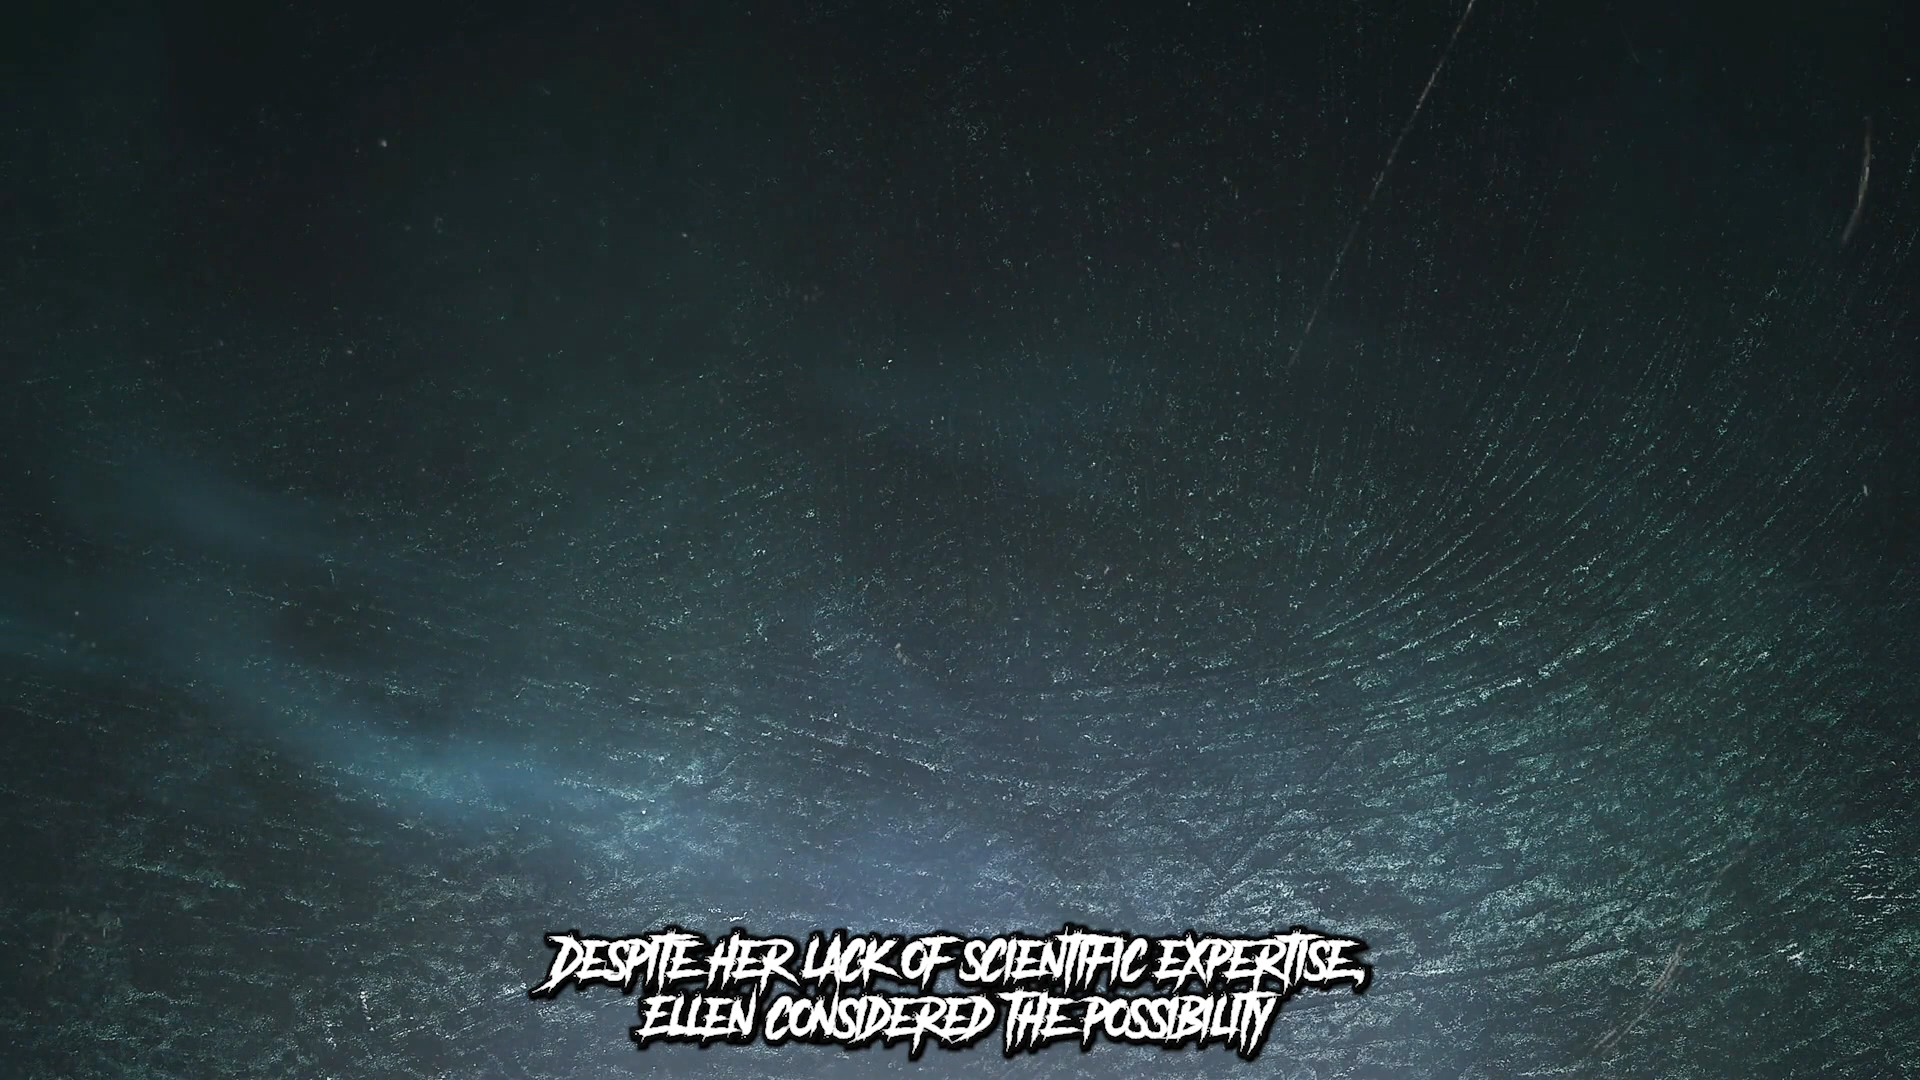 DESPITE HER LACK OF SCIENTIFIC EXPERTISE,
ELLEN CONSIDERED THE POSSIBILITY